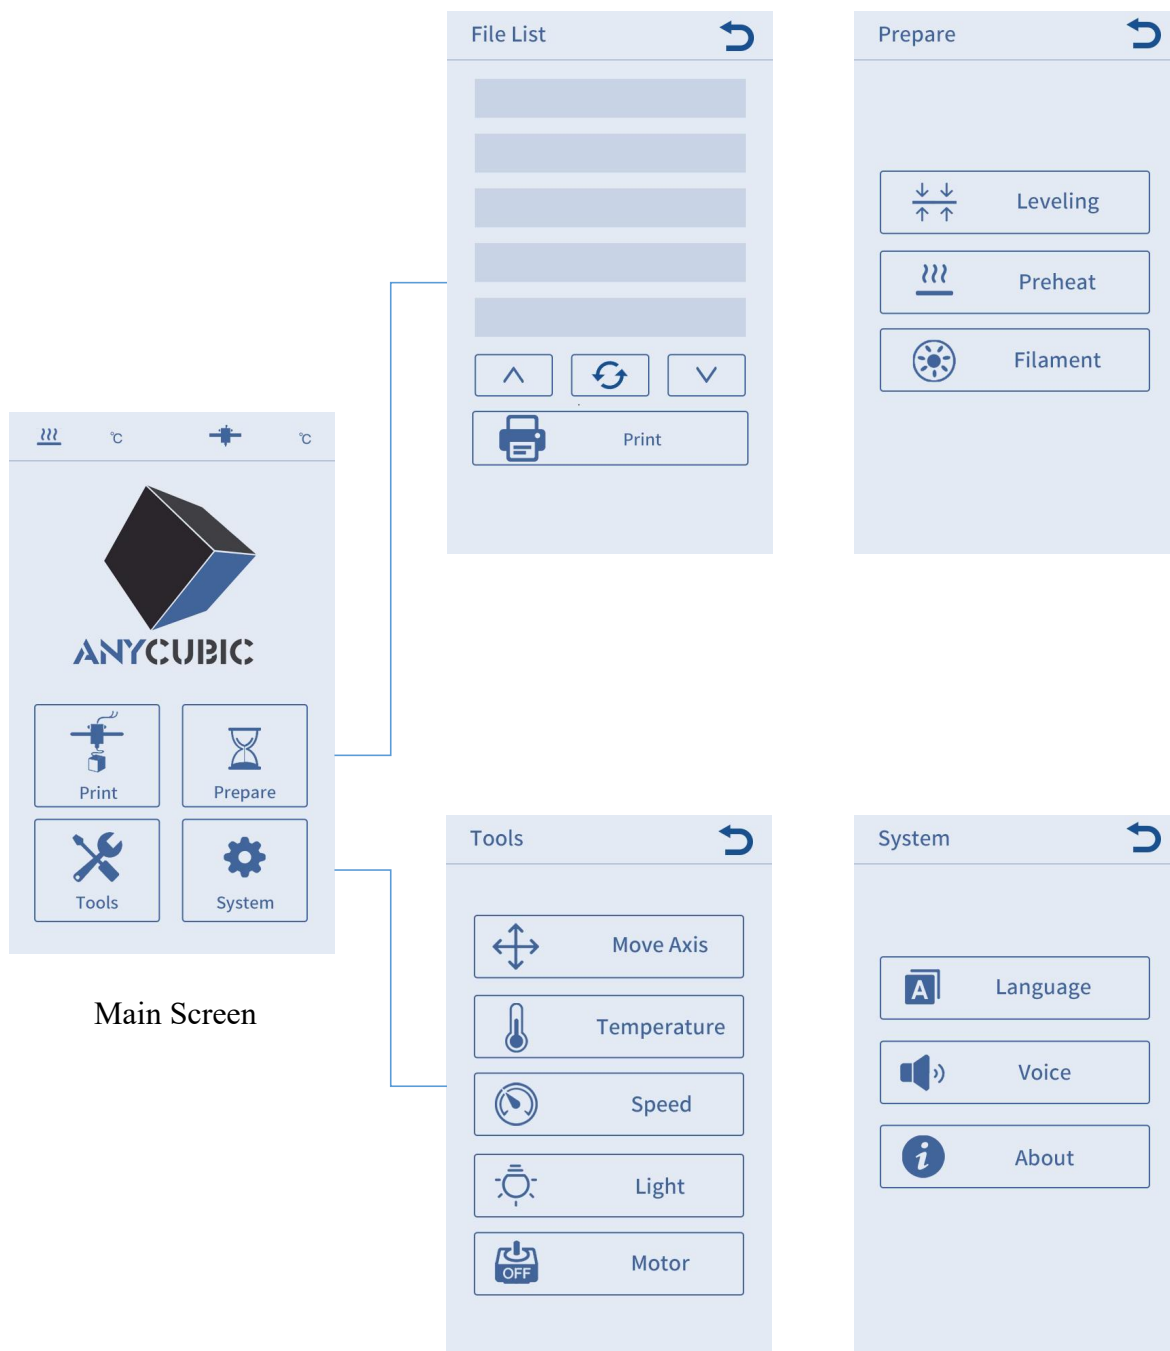 File List
Print
Prepare
Leveling
Preheat
Filament
℃
℃
ANYCUBIC
Print
Prepare
Tools
System
Main Screen
Tools
Move Axis
Temperature
Speed
Light
OFF
Motor
System
A
Language
Voice
i
About